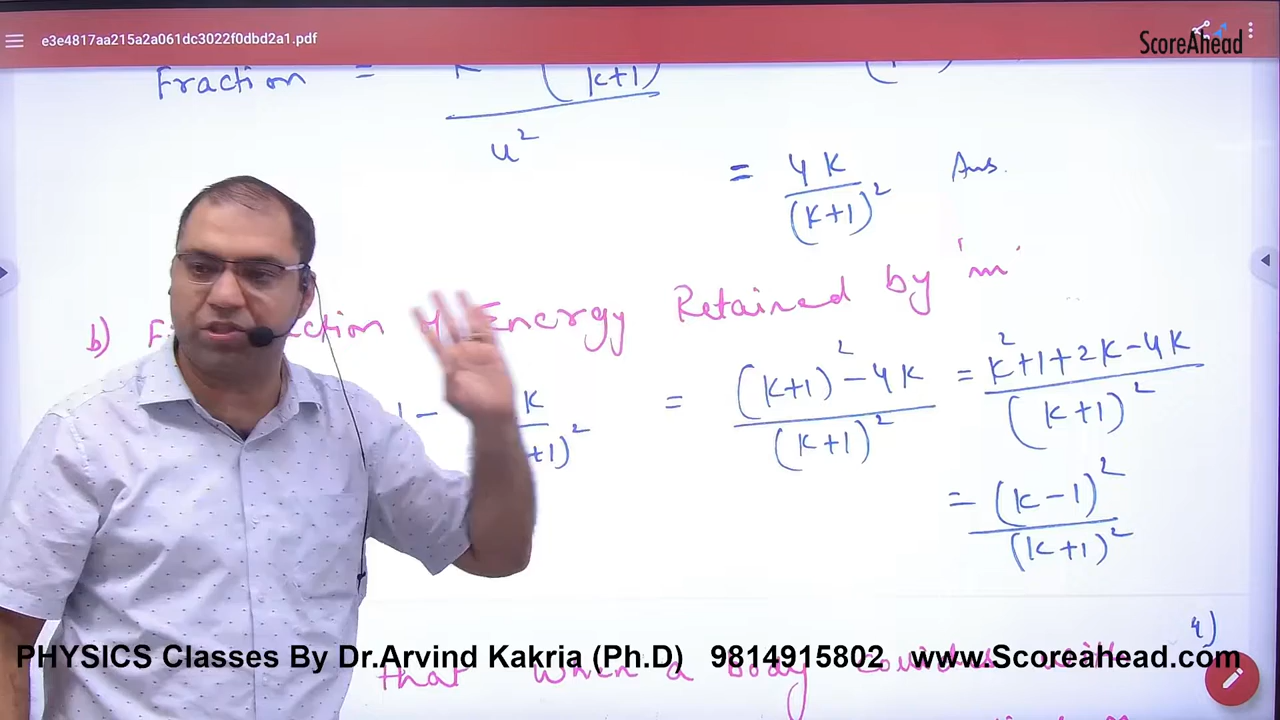 e3e4817aa215a2a061dc3022f0dbd2a1.pdf
ScoreAhead
Fraction = (k+1)
u²
= 4k/(k+1)² Ans.
b) Energy Retained by 'm'
1 - = ((k+1)² - 4k)/(k+1)² = (k²+1+2k-4k)/(k+1)²
= (k-1)²/(k+1)²
4)
that when a Body
PHYSICS Classes By Dr.Arvind Kakria (Ph.D) 9814915802 www.Scoreahead.com